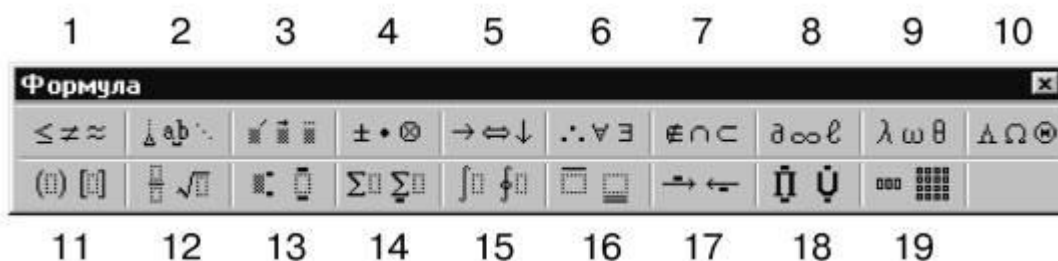 1 2 3 4 5 6 7 8 9 10
Формула
≤ ≠ ≈ a͟b ⋱ ± • ⊗ → ⇔ ↓ ∴ ∀ ∃ ∉ ∩ ⊂ ∂ ∞ ℓ λ ω θ Λ Ω Θ
(▯) [▯] √▯ Σ▯ Σ▯ ∫▯ ∮▯ → ← Π Ụ
11 12 13 14 15 16 17 18 19